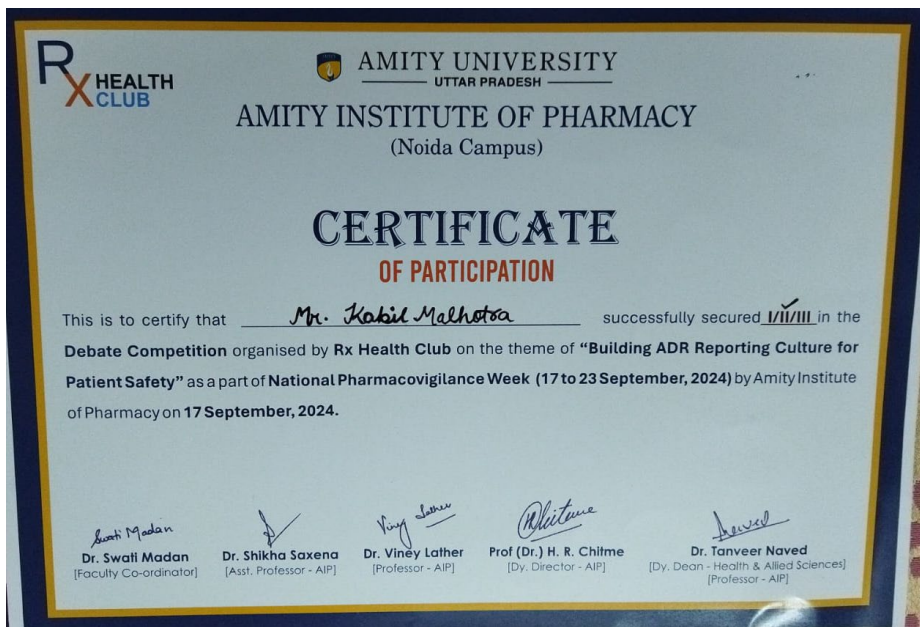 Rx HEALTH CLUB
AMITY UNIVERSITY
UTTAR PRADESH
AMITY INSTITUTE OF PHARMACY
(Noida Campus)
CERTIFICATE
OF PARTICIPATION
This is to certify that Mr. Kabil Malhotra successfully secured I/II/III in the
Debate Competition organised by Rx Health Club on the theme of “Building ADR Reporting Culture for
Patient Safety” as a part of National Pharmacovigilance Week (17 to 23 September, 2024) by Amity Institute
of Pharmacy on 17 September, 2024.
Swati Madan
Viney Lather
Dr. Swati Madan
[Faculty Co-ordinator]
Dr. Shikha Saxena
[Asst. Professor - AIP]
Dr. Viney Lather
[Professor - AIP]
Prof (Dr.) H. R. Chitme
[Dy. Director - AIP]
Dr. Tanveer Naved
[Dy. Dean - Health & Allied Sciences]
[Professor - AIP]